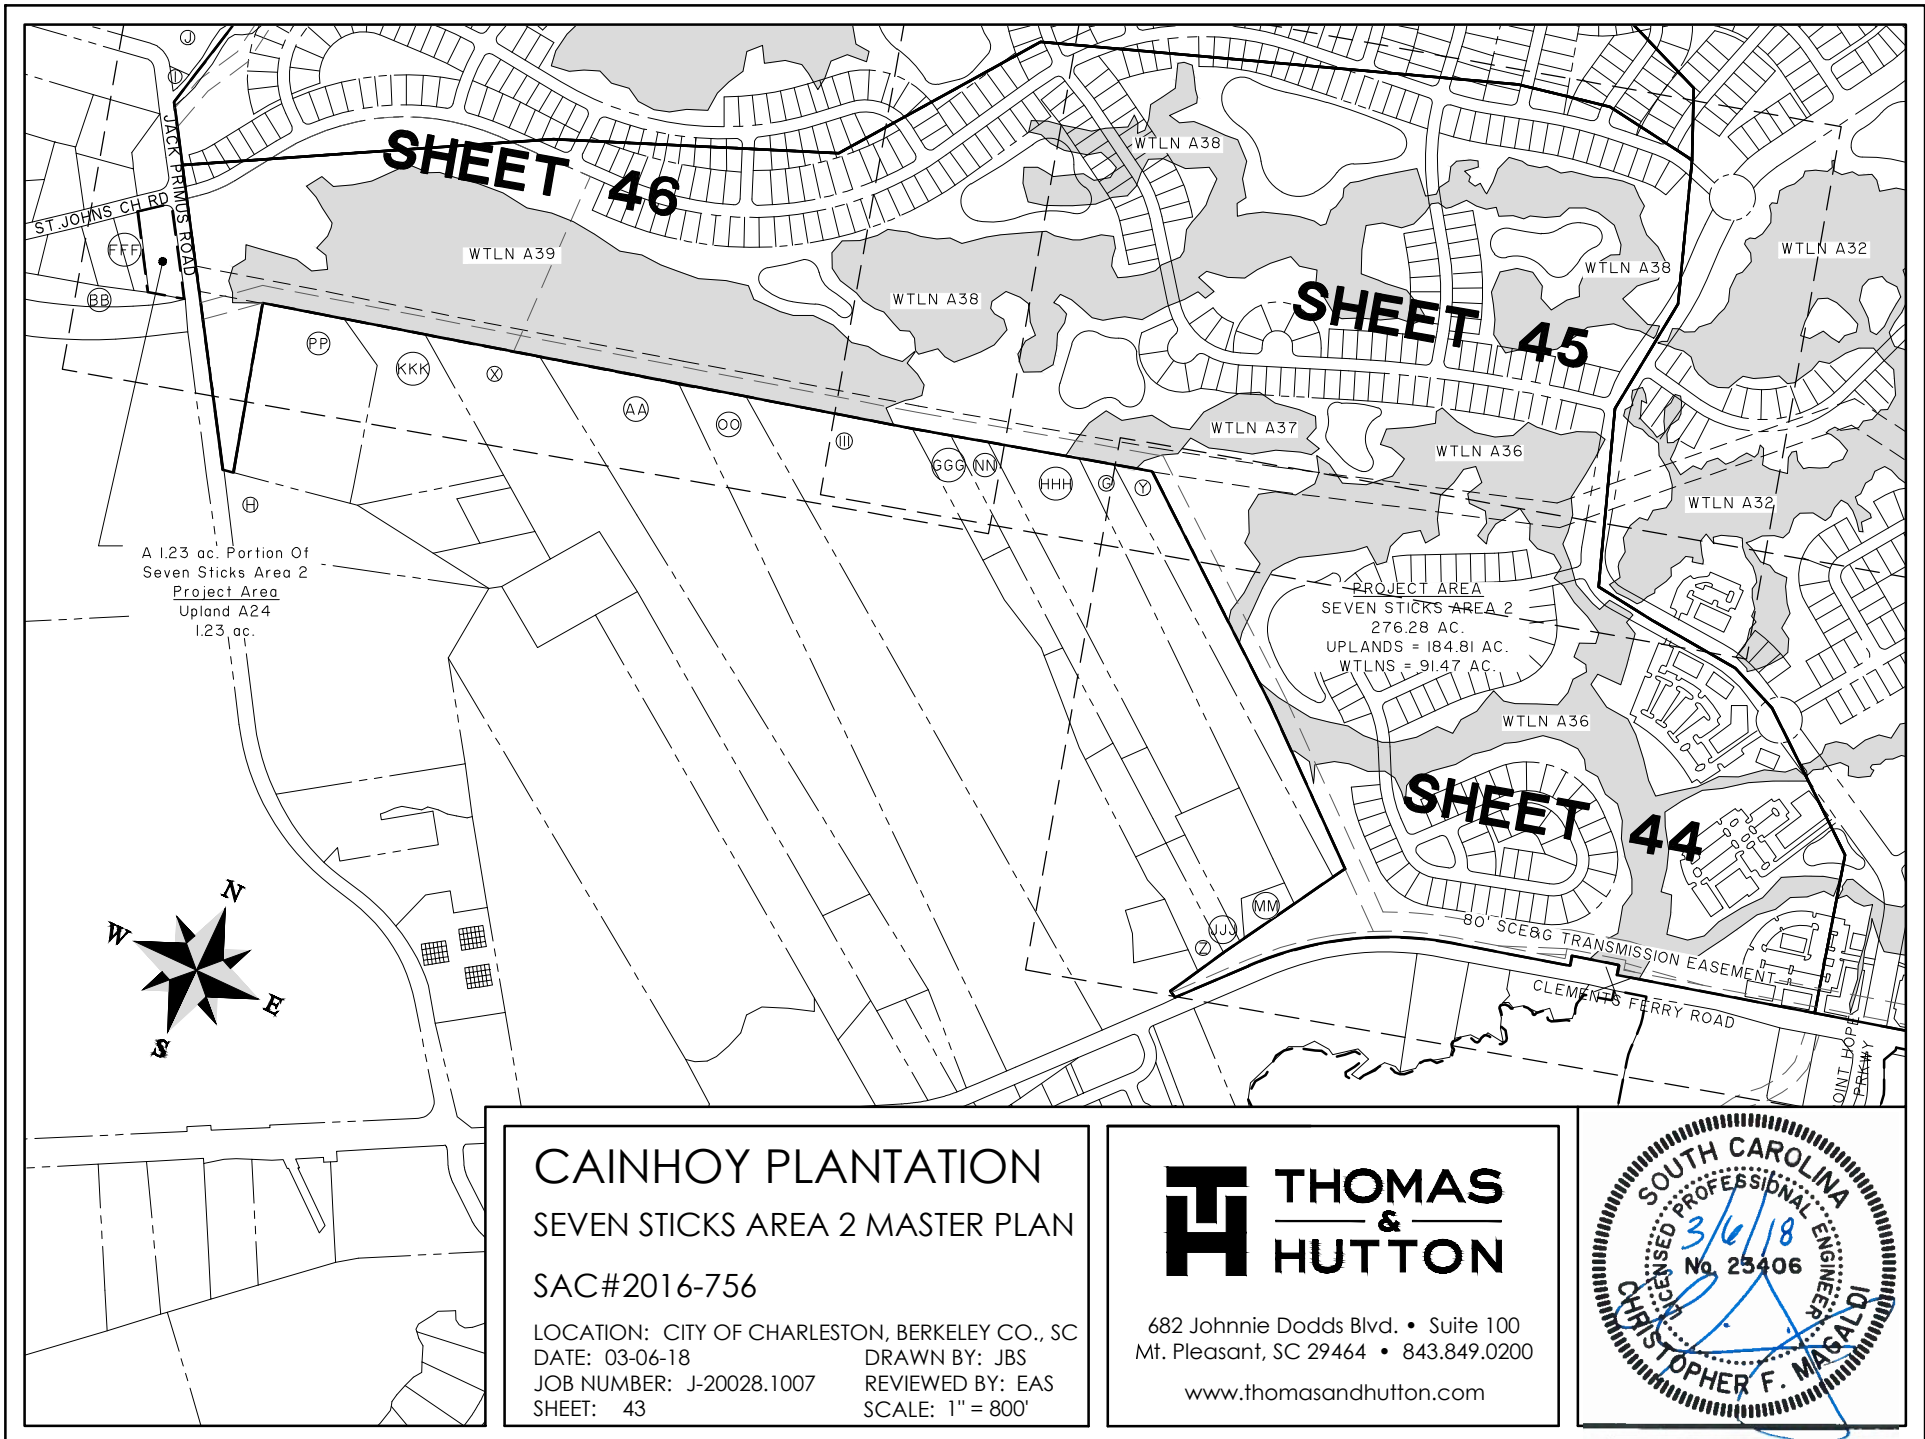 J
I
JACK PRIMUS ROAD
ST. JOHNS CH RD
FFF
BB
SHEET 46
WTLN A39
WTLN A38
WTLN A38
WTLN A38
WTLN A32
SHEET 45
PP
KKK
X
AA
OO
III
GGG
NN
HHH
G
Y
H
WTLN A37
WTLN A36
WTLN A32
A 1.23 ac. Portion Of
Seven Sticks Area 2
Project Area
Upland A24
1.23 ac.
PROJECT AREA
SEVEN STICKS AREA 2
276.28 AC.
UPLANDS = 184.81 AC.
WTLNS = 91.47 AC.
WTLN A36
SHEET 44
MM
JJJ
Z
80' SCE&G TRANSMISSION EASEMENT
CLEMENTS FERRY ROAD
OINT HOPE
PRKWY
N
W
E
S
CAINHOY PLANTATION
SEVEN STICKS AREA 2 MASTER PLAN
SAC#2016-756
LOCATION: CITY OF CHARLESTON, BERKELEY CO., SC
DATE: 03-06-18 DRAWN BY: JBS
JOB NUMBER: J-20028.1007 REVIEWED BY: EAS
SHEET: 43 SCALE: 1" = 800'
TH
THOMAS
&
HUTTON
682 Johnnie Dodds Blvd. • Suite 100
Mt. Pleasant, SC 29464 • 843.849.0200
www.thomasandhutton.com
SOUTH CAROLINA
LICENSED PROFESSIONAL ENGINEER
3/6/18
No. 23406
CHRISTOPHER F. MAGALDI